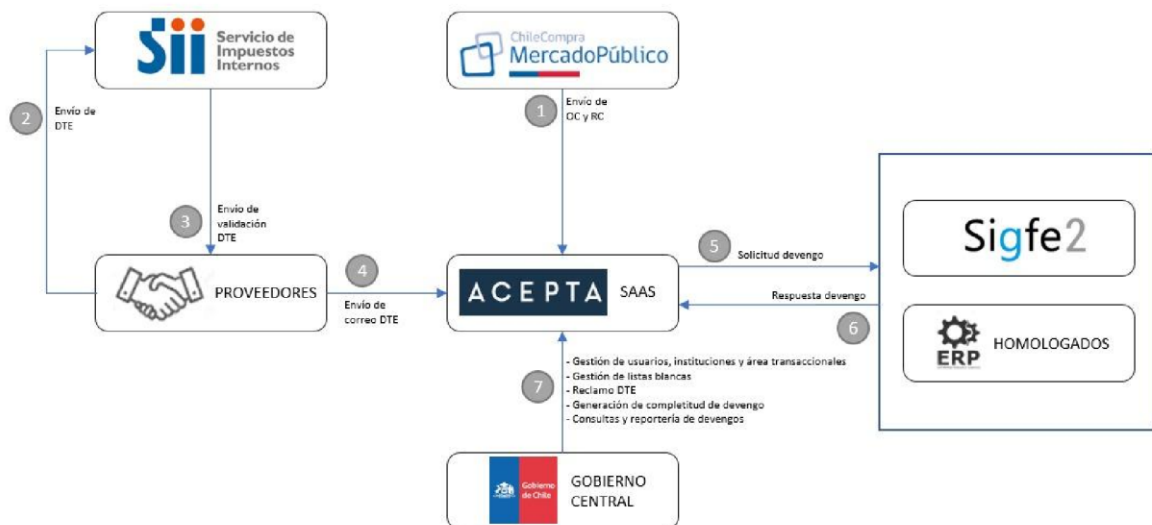 Sii Servicio de
Impuestos
Internos
ChileCompra
MercadoPúblico
2
Envío de
DTE
1
Envío de
OC y RC
3
Envío de
validación
DTE
Sigfe2
5
Solicitud devengo
PROVEEDORES
4
Envío de
correo DTE
ACEPTA SAAS
Respuesta devengo
6
ERP HOMOLOGADOS
7
- Gestión de usuarios, instituciones y área transaccionales
- Gestión de listas blancas
- Reclamo DTE
- Generación de completitud de devengo
- Consultas y reportería de devengos
Gobierno
de Chile
GOBIERNO
CENTRAL